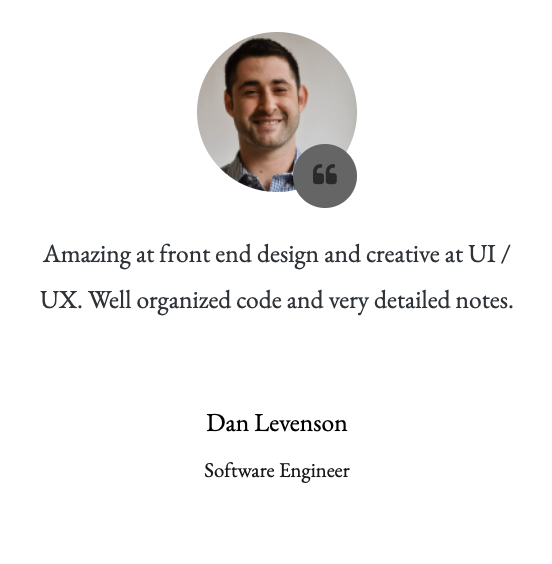 Amazing at front end design and creative at UI /
UX. Well organized code and very detailed notes.
Dan Levenson
Software Engineer